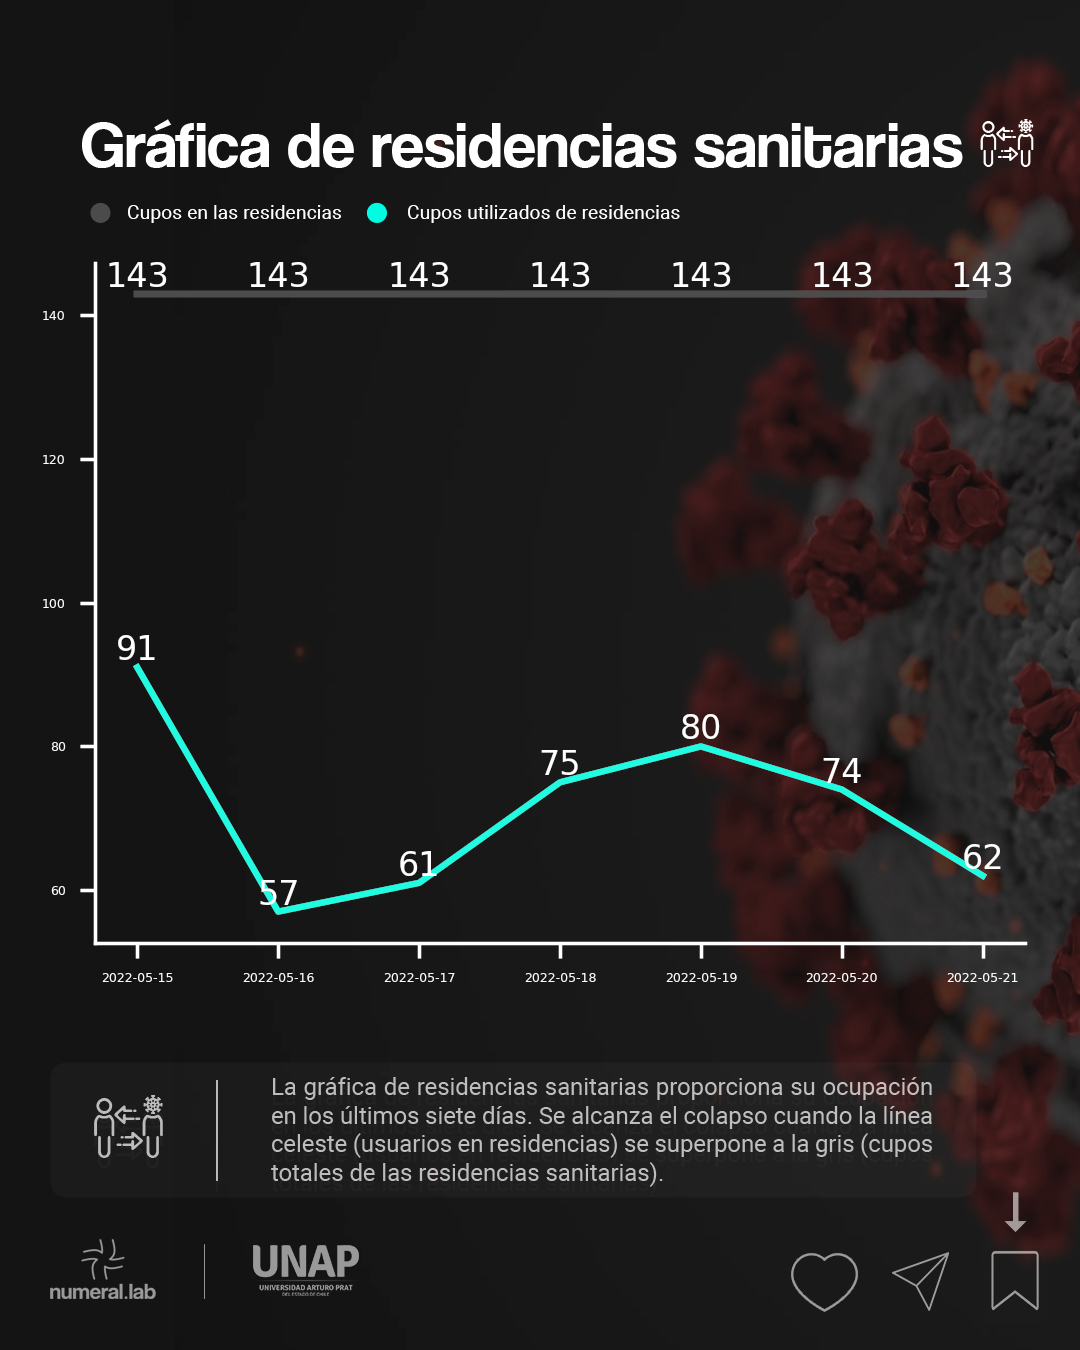 Gráfica de residencias sanitarias
Cupos en las residencias
Cupos utilizados de residencias
143 143 143 143 143 143 143
140
120
100
91
80
80
75
74
62
61
57
60
2022-05-15 2022-05-16 2022-05-17 2022-05-18 2022-05-19 2022-05-20 2022-05-21
La gráfica de residencias sanitarias proporciona su ocupación
en los últimos siete días. Se alcanza el colapso cuando la línea
celeste (usuarios en residencias) se superpone a la gris (cupos
totales de las residencias sanitarias).
numeral.lab
UNAP
UNIVERSIDAD ARTURO PRAT
DEL ESTADO DE CHILE